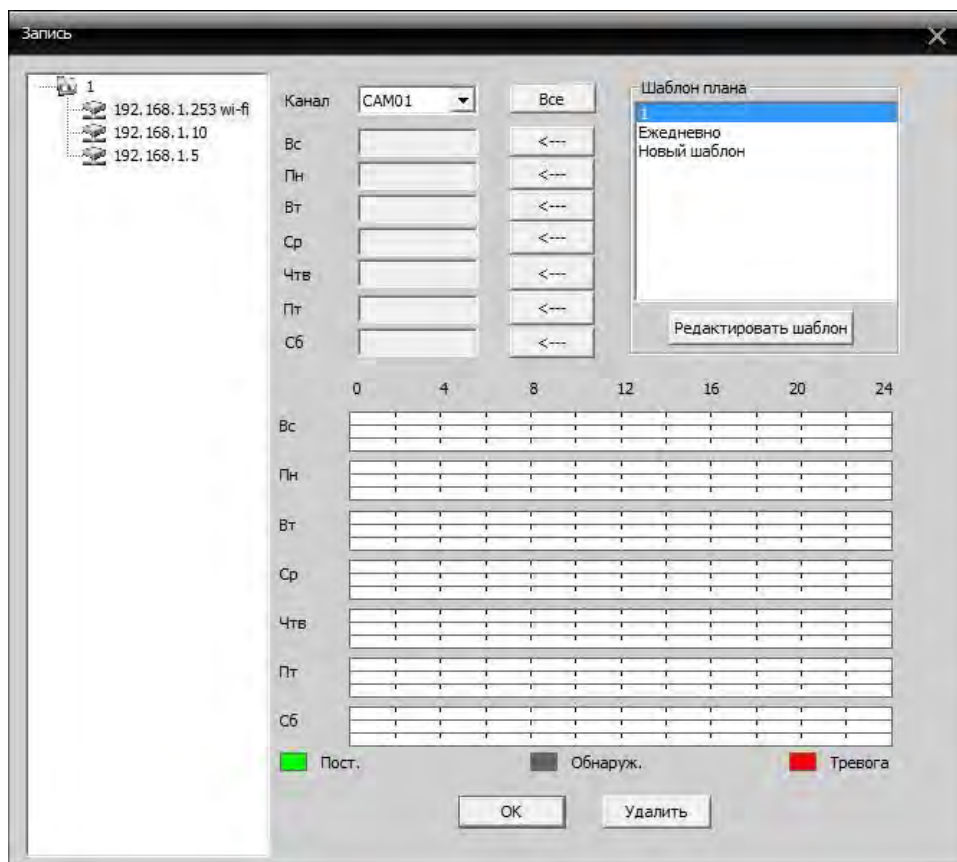 Запись
1
192.168.1.253 wi-fi
192.168.1.10
192.168.1.5
Канал CAM01 Все
Вс <---
Пн <---
Вт <---
Ср <---
Чтв <---
Пт <---
Сб <---
Шаблон плана
1
Ежедневно
Новый шаблон
Редактировать шаблон
0 4 8 12 16 20 24
Вс
Пн
Вт
Ср
Чтв
Пт
Сб
Пост. Обнаруж. Тревога
OK Удалить